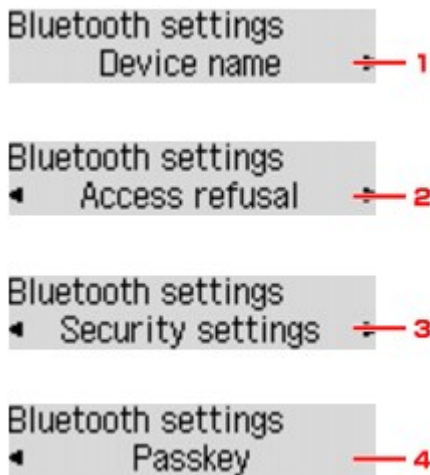 Bluetooth settings
Device name 1
Bluetooth settings
Access refusal 2
Bluetooth settings
Security settings 3
Bluetooth settings
Passkey 4